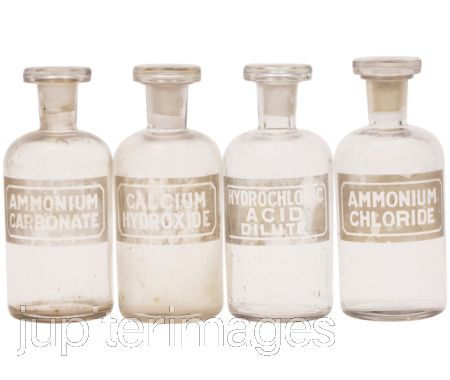 AMMONIUM
CARBONATE
CALCIUM
HYDROXIDE
HYDROCHLORIC
ACID
DILUTE
AMMONIUM
CHLORIDE
jupiterimages